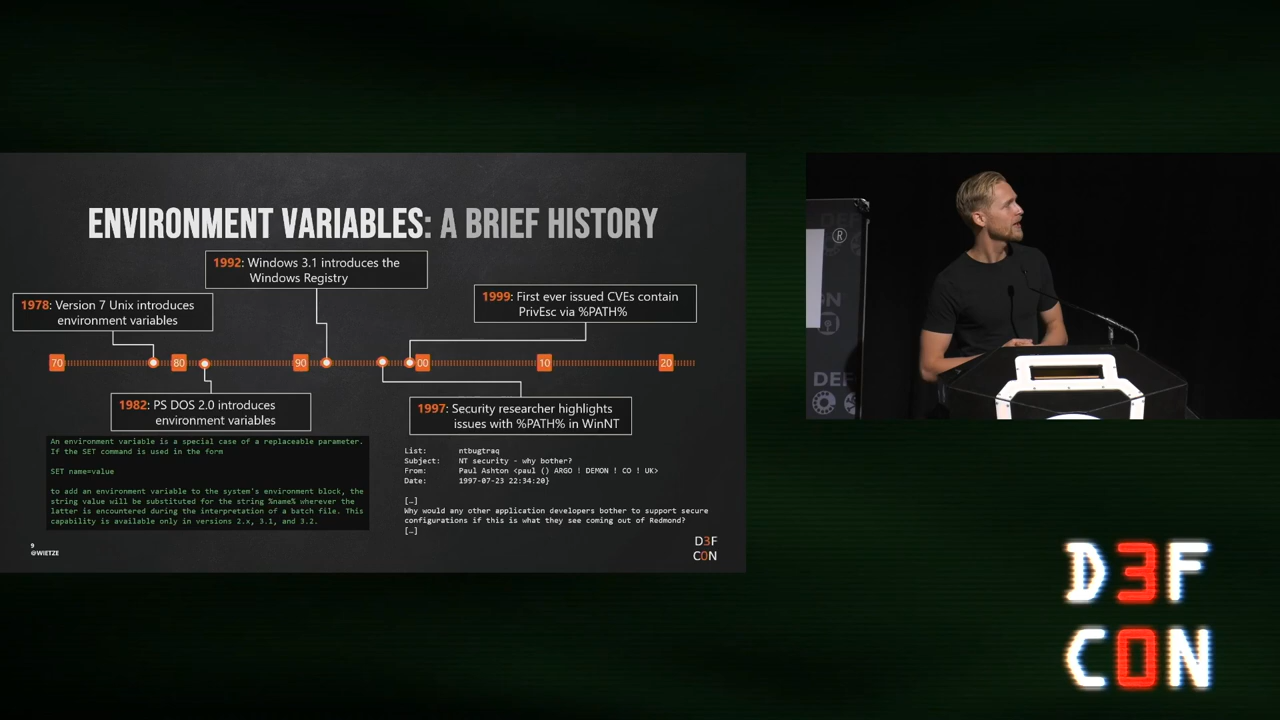 ENVIRONMENT VARIABLES: A BRIEF HISTORY
1992: Windows 3.1 introduces the
Windows Registry
1978: Version 7 Unix introduces
environment variables
1999: First ever issued CVEs contain
PrivEsc via %PATH%
70 80 90 00 10 20
1982: PS DOS 2.0 introduces
environment variables
1997: Security researcher highlights
issues with %PATH% in WinNT
An environment variable is a special case of a replaceable parameter.
If the SET command is used in the form
SET name=value
to add an environment variable to the system's environment block, the
string value will be substituted for the string %name% wherever the
latter is encountered during the interpretation of a batch file. This
capability is available only in versions 2.x, 3.1, and 3.2.
List: ntbugtraq
Subject: NT security - why bother?
From: Paul Ashton <paul () ARGO ! DEMON ! CO ! UK>
Date: 1997-07-23 22:34:20}
[…]
Why would any other application developers bother to support secure
configurations if this is what they see coming out of Redmond?
[…]
9
@WIETZE
D3F
C0N
®
DEF
D3F
C0N